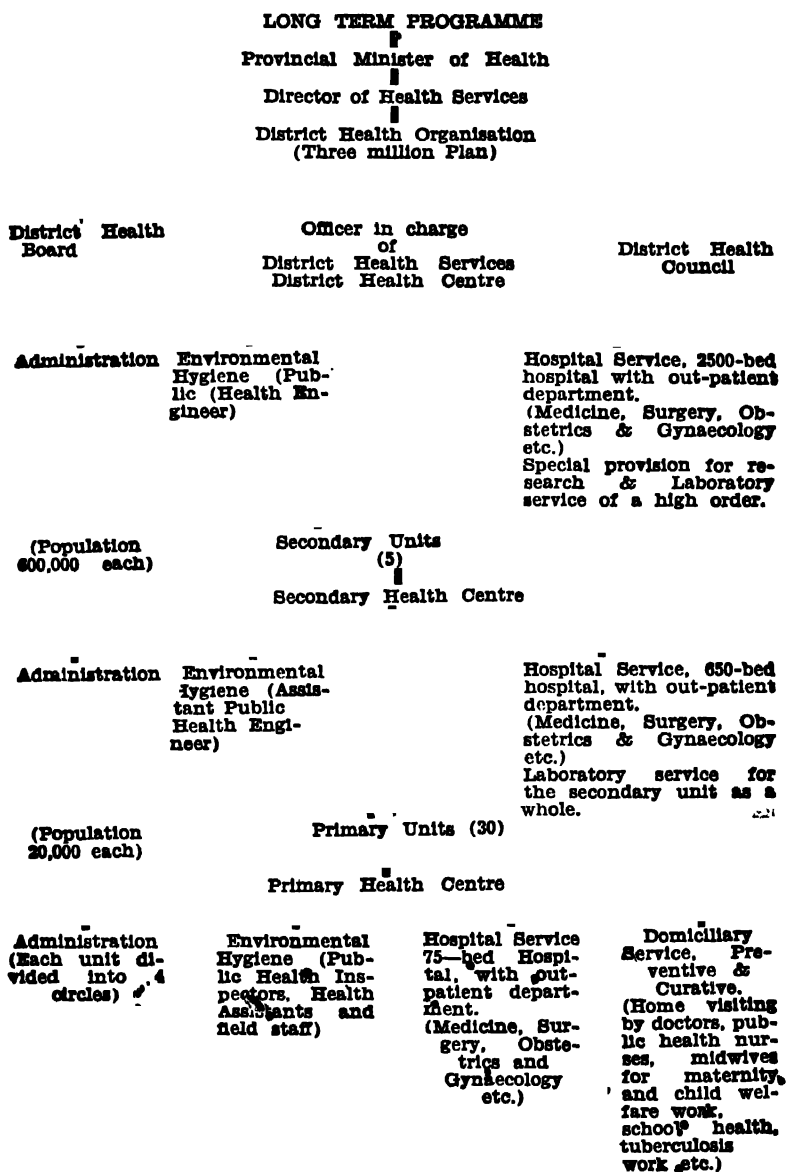 LONG TERM PROGRAMME
Provincial Minister of Health
Director of Health Services
District Health Organisation
(Three million Plan)
District Health
Board
Officer in charge
of
District Health Services
District Health Centre
District Health
Council
Administration
Environmental
Hygiene (Pub-
lic (Health En-
gineer)
Hospital Service, 2500-bed
hospital with out-patient
department.
(Medicine, Surgery, Ob-
stetrics & Gynaecology
etc.)
Special provision for re-
search & Laboratory
service of a high order.
(Population
600,000 each)
Secondary Units
(5)
Secondary Health Centre
Administration
Environmental
Hygiene (Assis-
tant Public
Health Engi-
neer)
Hospital Service, 650-bed
hospital, with out-patient
department.
(Medicine, Surgery, Ob-
stetrics & Gynaecology
etc.)
Laboratory service for
the secondary unit as a
whole.
(Population
20,000 each)
Primary Units (30)
Primary Health Centre
Administration
(Each unit di-
vided into 4
circles)
Environmental
Hygiene (Pub-
lic Health Ins-
pectors, Health
Assistants and
field staff)
Hospital Service
75—bed Hospi-
tal, with out-
patient depart-
ment.
(Medicine, Sur-
gery, Obste-
trics and
Gynaecology
etc.)
Domiciliary
Service, Pre-
ventive &
Curative.
(Home visiting
by doctors, pub-
lic health nur-
ses, midwives
for maternity
and child wel-
fare work,
school health,
tuberculosis
work etc.)